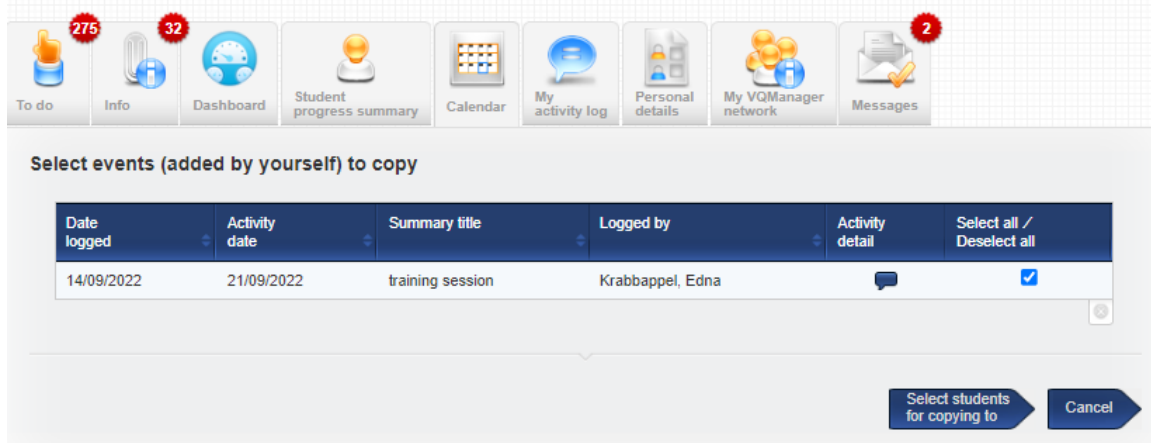 275
32
2
To do
Info
Dashboard
Student
progress summary
Calendar
My
activity log
Personal
details
My VQManager
network
Messages
Select events (added by yourself) to copy
Date
logged
Activity
date
Summary title
Logged by
Activity
detail
Select all /
Deselect all
14/09/2022 21/09/2022 training session Krabbappel, Edna
Select students
for copying to
Cancel